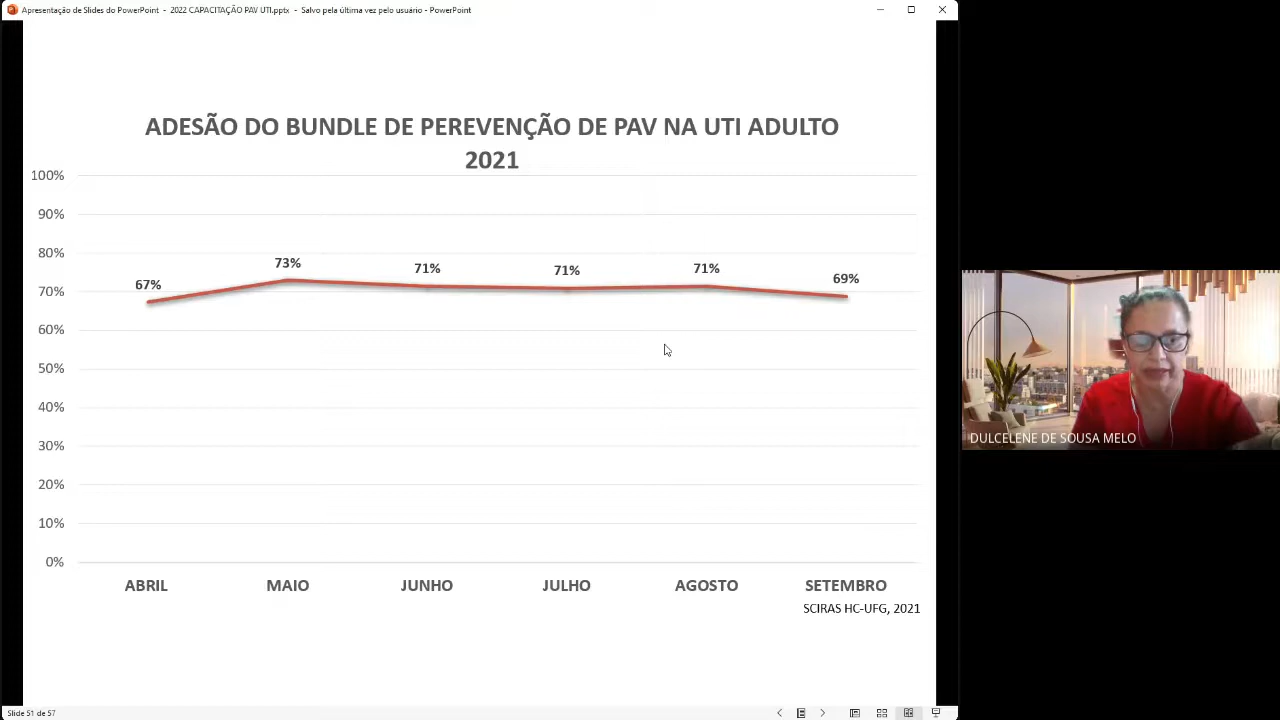 Apresentação de Slides do PowerPoint - 2022 CAPACITAÇÃO PAV UTI.pptx - Salvo pela última vez pelo usuário - PowerPoint
ADESÃO DO BUNDLE DE PEREVENÇÃO DE PAV NA UTI ADULTO
2021
100%
90%
80%
70%
60%
50%
40%
30%
20%
10%
0%
67%
73%
71%
71%
71%
69%
ABRIL
MAIO
JUNHO
JULHO
AGOSTO
SETEMBRO
SCIRAS HC-UFG, 2021
DULCELENE DE SOUSA MELO
Slide 51 de 57